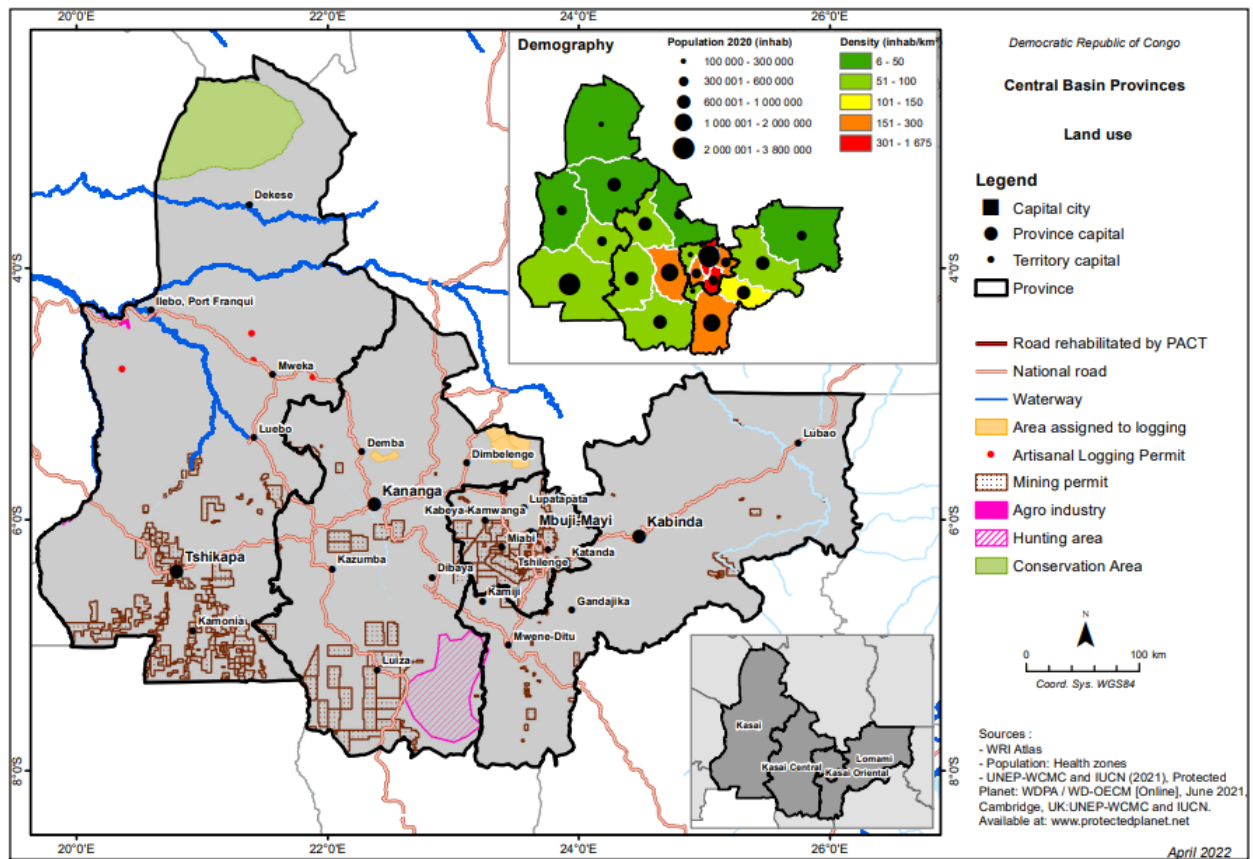 20°0'E
22°0'E
24°0'E
26°0'E
Demography
Population 2020 (inhab)
100 000 - 300 000
300 001 - 600 000
600 001 - 1 000 000
1 000 001 - 2 000 000
2 000 001 - 3 800 000
Density (inhab/km²
6 - 50
51 - 100
101 - 150
151 - 300
301 - 1 675
Dekese
4°0'S
4°0'S
Ilebo, Port Franqui
Mweka
Luebo
Demba
Dimbelenge
Lubao
Kananga
Lupatapata
Kabeya-Kamwanga
Mbuji-Mayi
Kabinda
6°0'S
6°0'S
Miabi
Katanda
Tshikapa
Kazumba
Dibaya
Tshilenge
Kamiji
Gandajika
Kamonia
Mwene-Ditu
Luiza
8°0'S
8°0'S
Kasai
Kasai Central
Lomami
Kasai Oriental
20°0'E
22°0'E
24°0'E
26°0'E
Democratic Republic of Congo
Central Basin Provinces
Land use
Legend
Capital city
Province capital
Territory capital
Province
Road rehabilitated by PACT
National road
Waterway
Area assigned to logging
Artisanal Logging Permit
Mining permit
Agro industry
Hunting area
Conservation Area
N
0 100 km
Coord. Sys. WGS84
Sources :
- WRI Atlas
- Population: Health zones
- UNEP-WCMC and IUCN (2021), Protected
Planet: WDPA / WD-OECM [Online], June 2021,
Cambridge, UK:UNEP-WCMC and IUCN.
Available at: www.protectedplanet.net
April 2022